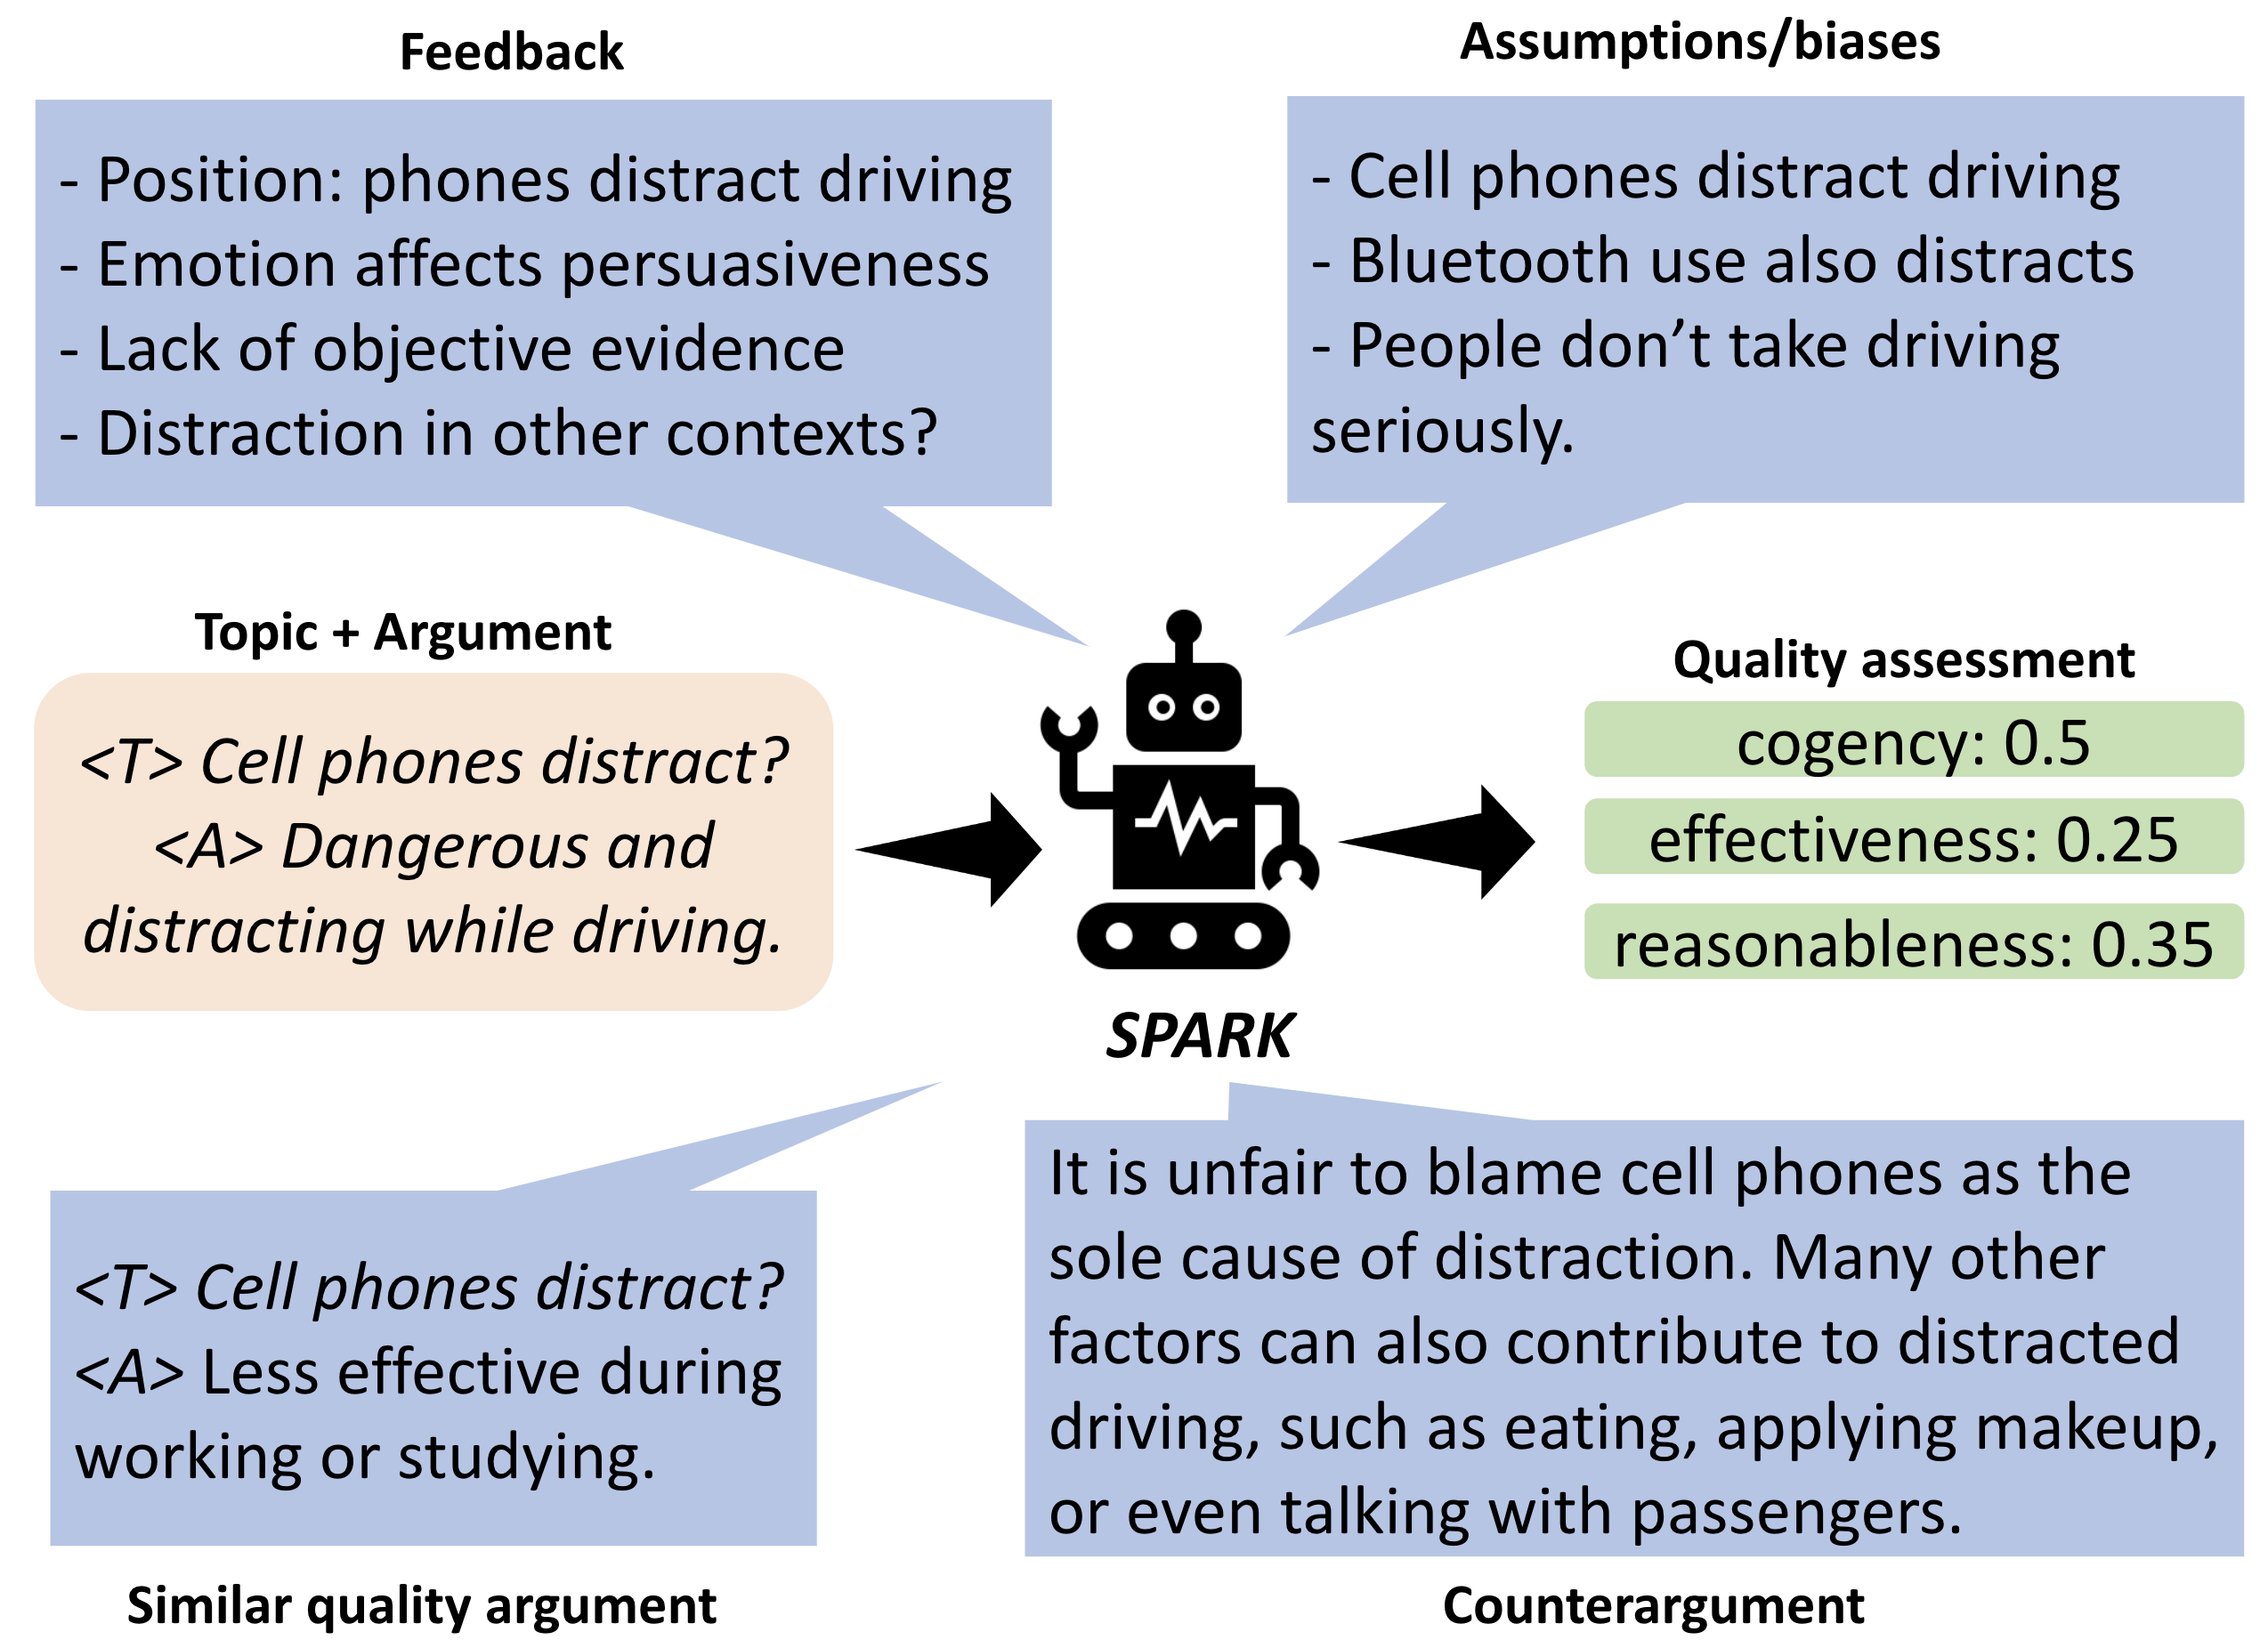 Feedback
- Position: phones distract driving
- Emotion affects persuasiveness
- Lack of objective evidence
- Distraction in other contexts?
Assumptions/biases
- Cell phones distract driving
- Bluetooth use also distracts
- People don’t take driving
seriously.
Topic + Argument
<T> Cell phones distract?
<A> Dangerous and
distracting while driving.
SPARK
Quality assessment
cogency: 0.5
effectiveness: 0.25
reasonableness: 0.35
<T> Cell phones distract?
<A> Less effective during
working or studying.
Similar quality argument
It is unfair to blame cell phones as the
sole cause of distraction. Many other
factors can also contribute to distracted
driving, such as eating, applying makeup,
or even talking with passengers.
Counterargument